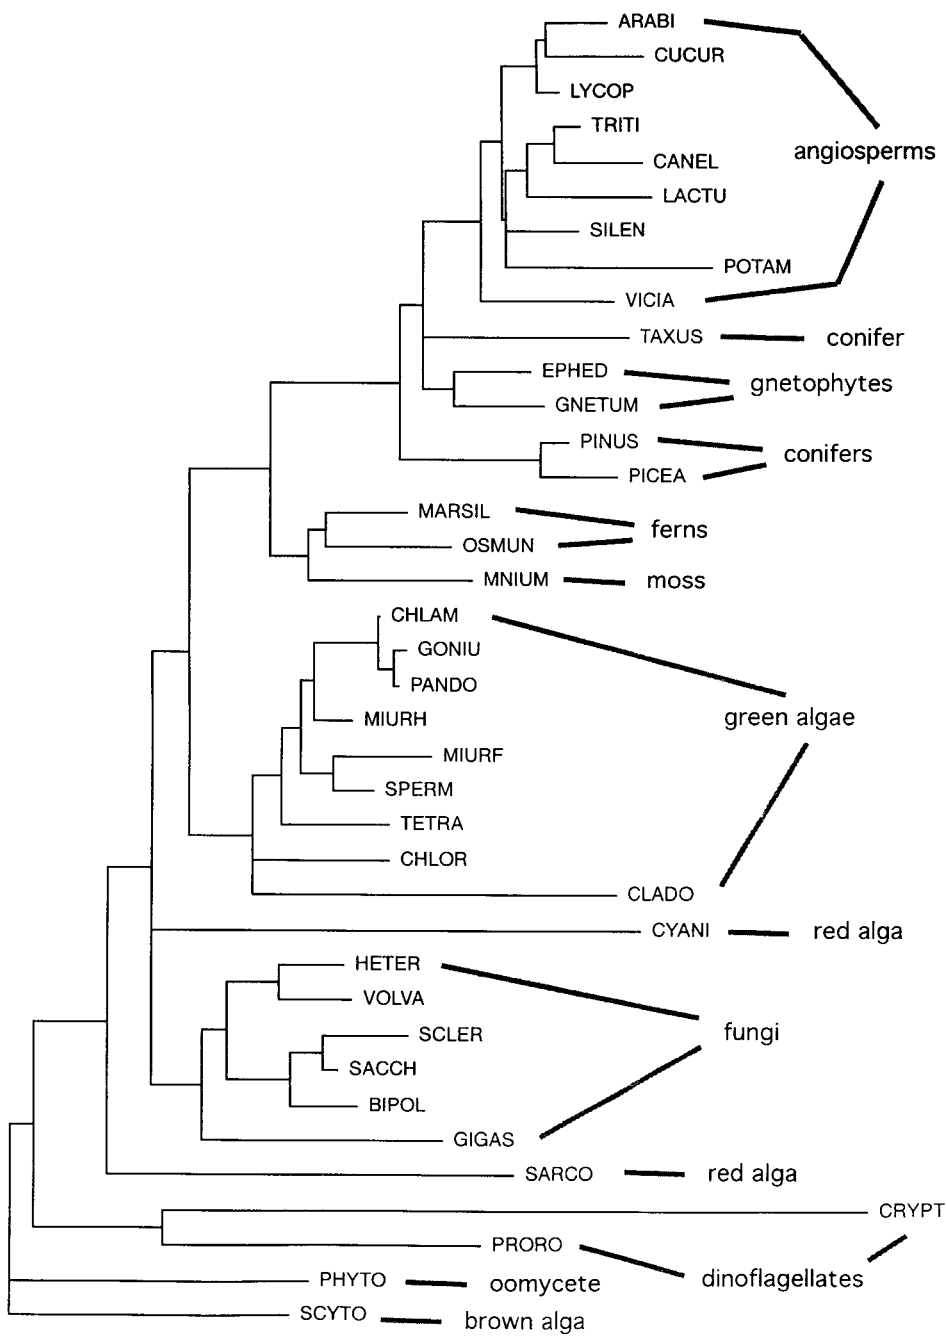 ARABI
CUCUR
LYCOP
TRITI
angiosperms
CANEL
LACTU
SILEN
POTAM
VICIA
TAXUS conifer
EPHED
gnetophytes
GNETUM
PINUS
conifers
PICEA
MARSIL
ferns
OSMUN
MNIUM moss
CHLAM
GONIU
PANDO
MIURH
green algae
MIURF
SPERM
TETRA
CHLOR
CLADO
CYANI red alga
HETER
VOLVA
fungi
SCLER
SACCH
BIPOL
GIGAS
SARCO red alga
CRYPT
PRORO
dinoflagellates
PHYTO oomycete
SCYTO brown alga